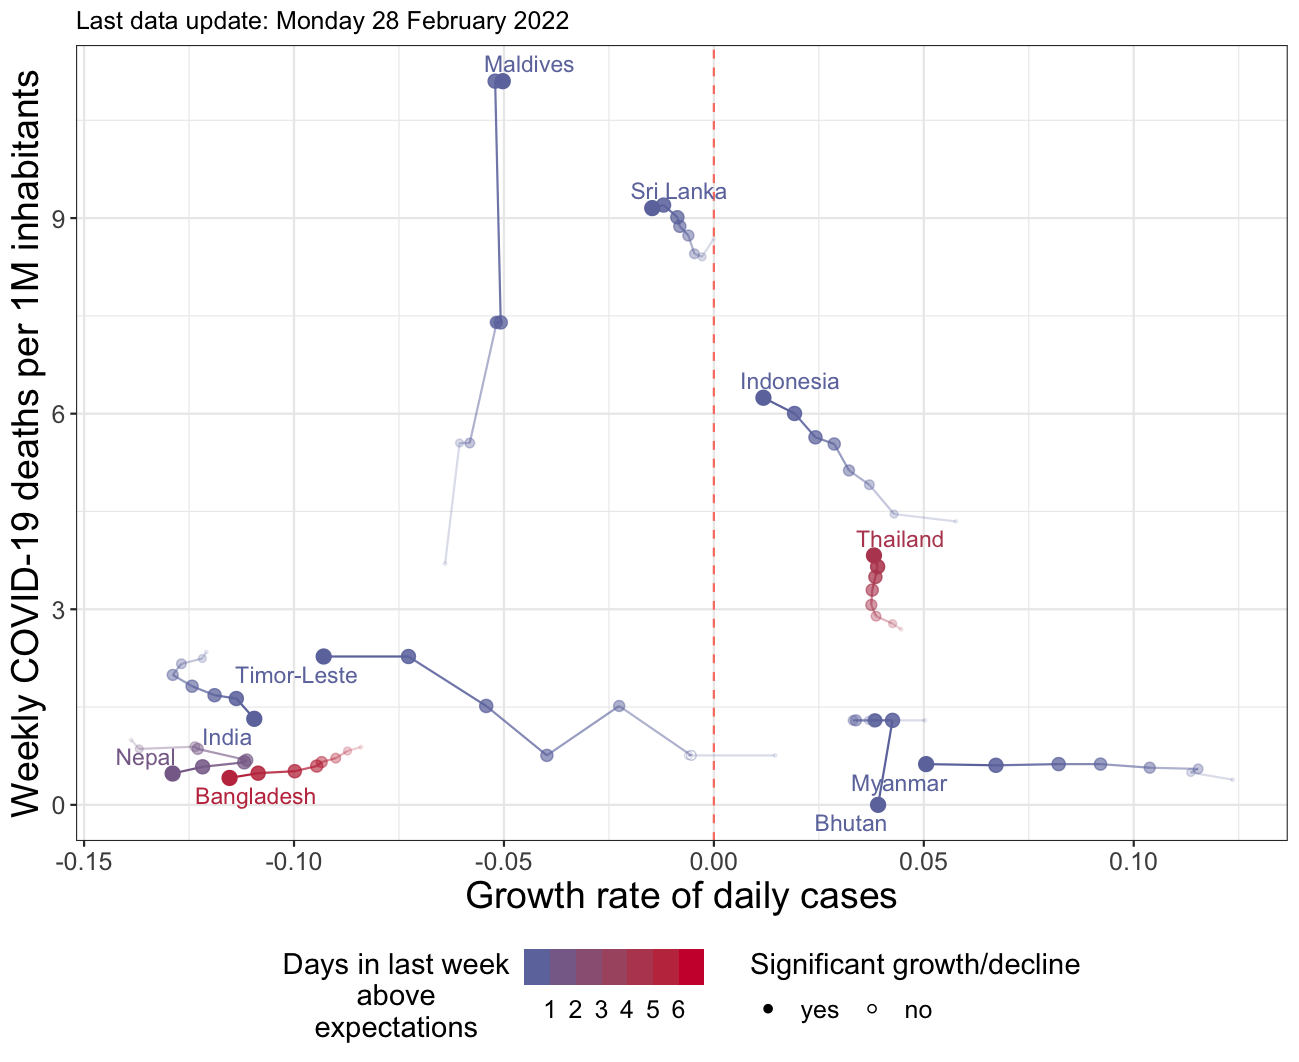 Last data update: Monday 28 February 2022
Weekly COVID-19 deaths per 1M inhabitants
Maldives
Sri Lanka
9
Indonesia
6
Thailand
3
Timor-Leste
India
Nepal
Myanmar
Bangladesh
0
Bhutan
-0.15 -0.10 -0.05 0.00 0.05 0.10
Growth rate of daily cases
Days in last week
above
expectations
1 2 3 4 5 6
Significant growth/decline
yes no